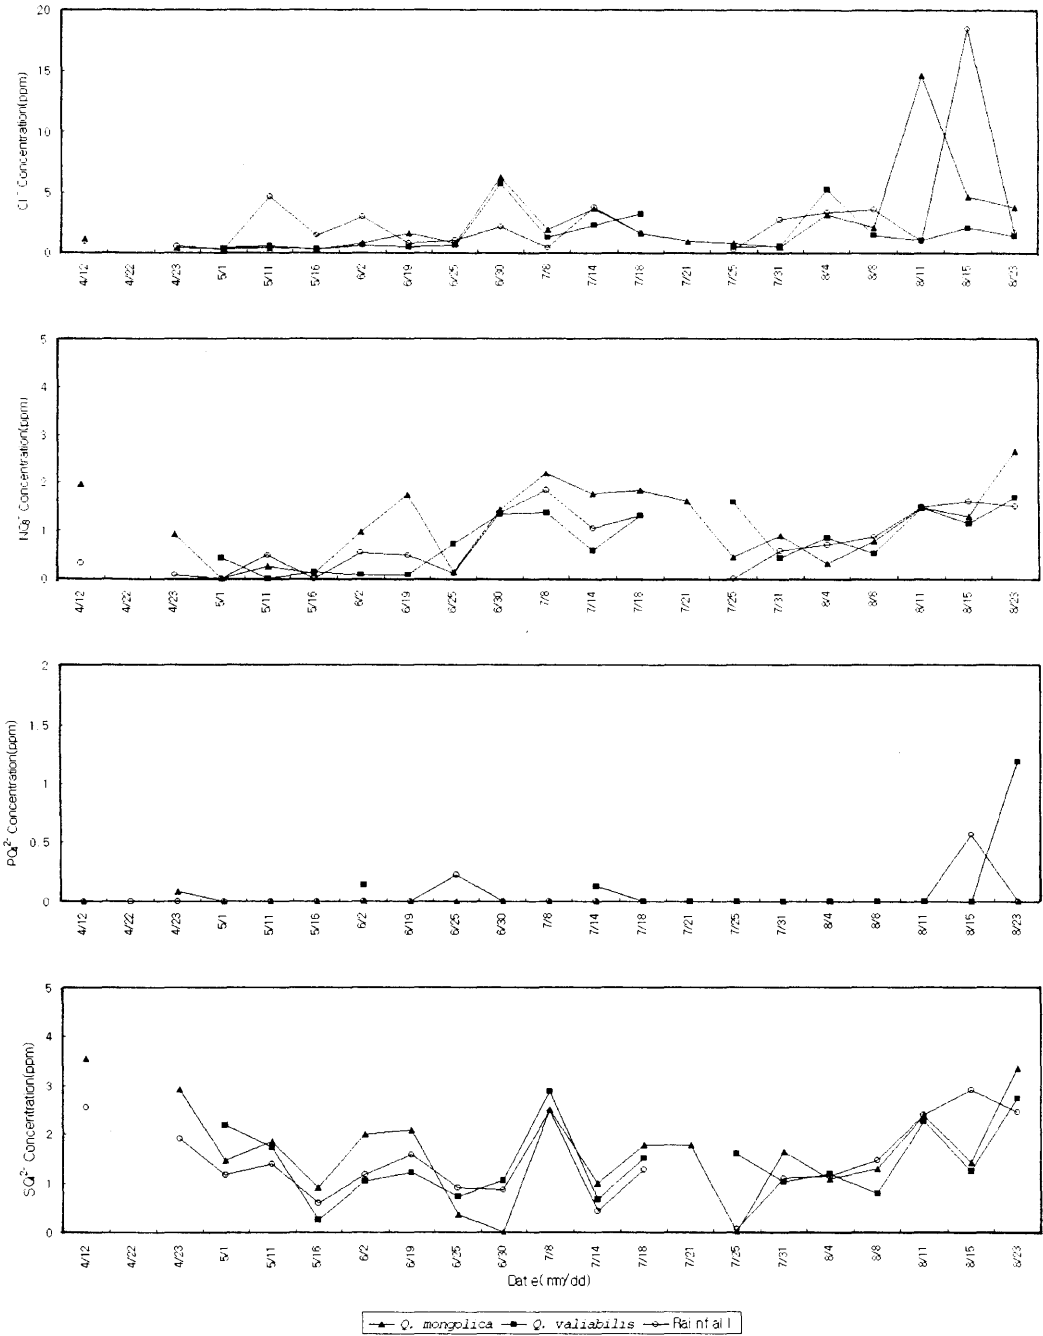 20
15
10
5
0
Cl⁻ Concentration(ppm)
4/12 4/22 4/23 5/1 5/11 5/16 6/2 6/19 6/25 6/30 7/8 7/14 7/18 7/21 7/25 7/31 8/4 8/8 8/11 8/15 8/23
5
4
3
2
1
0
NO₃⁻ Concentration(ppm)
4/12 4/22 4/23 5/1 5/11 5/16 6/2 6/19 6/25 6/30 7/8 7/14 7/18 7/21 7/25 7/31 8/4 8/8 8/11 8/15 8/23
2
1.5
1
0.5
0
PO₄²⁻ Concentration(ppm)
4/12 4/22 4/23 5/1 5/11 5/16 6/2 6/19 6/25 6/30 7/8 7/14 7/18 7/21 7/25 7/31 8/4 8/8 8/11 8/15 8/23
5
4
3
2
1
0
SO₄²⁻ Concentration(ppm)
4/12 4/22 4/23 5/1 5/11 5/16 6/2 6/19 6/25 6/30 7/8 7/14 7/18 7/21 7/25 7/31 8/4 8/8 8/11 8/15 8/23
Date(mm/dd)
Q. mongolica Q. valiabilis Rainfall